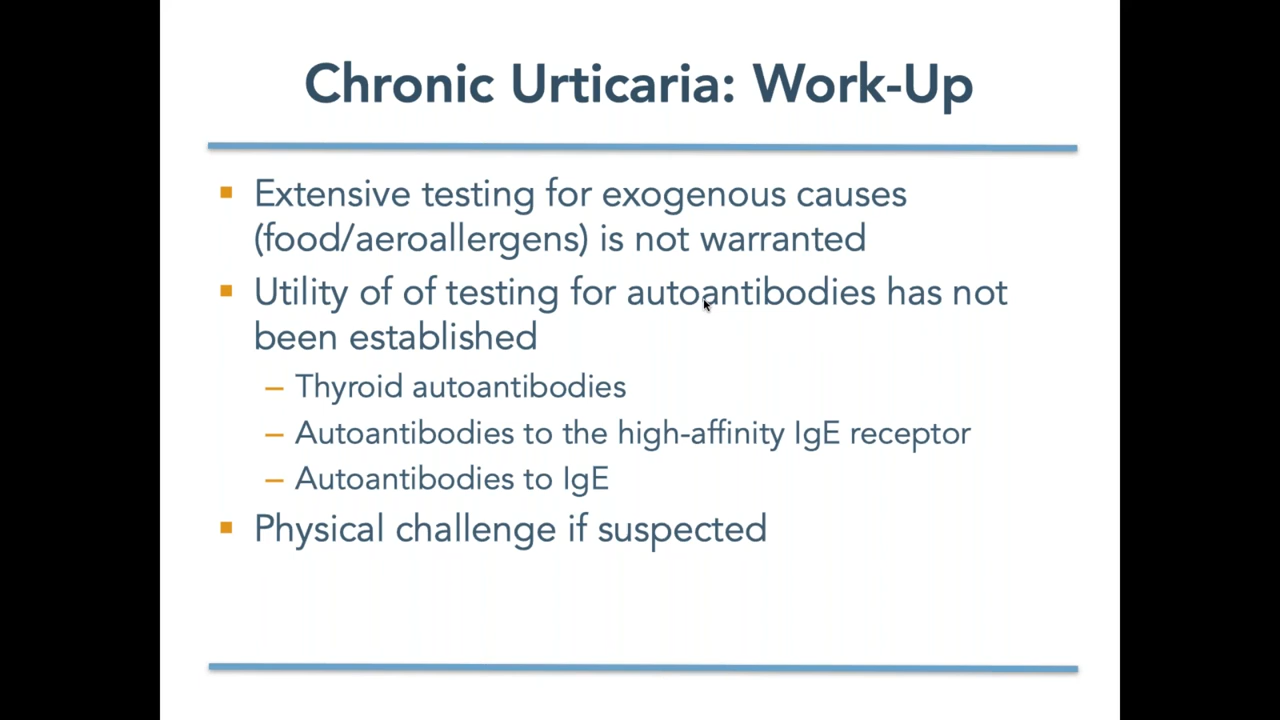 Chronic Urticaria: Work-Up
Extensive testing for exogenous causes
(food/aeroallergens) is not warranted
Utility of of testing for autoantibodies has not
been established
– Thyroid autoantibodies
– Autoantibodies to the high-affinity IgE receptor
– Autoantibodies to IgE
Physical challenge if suspected